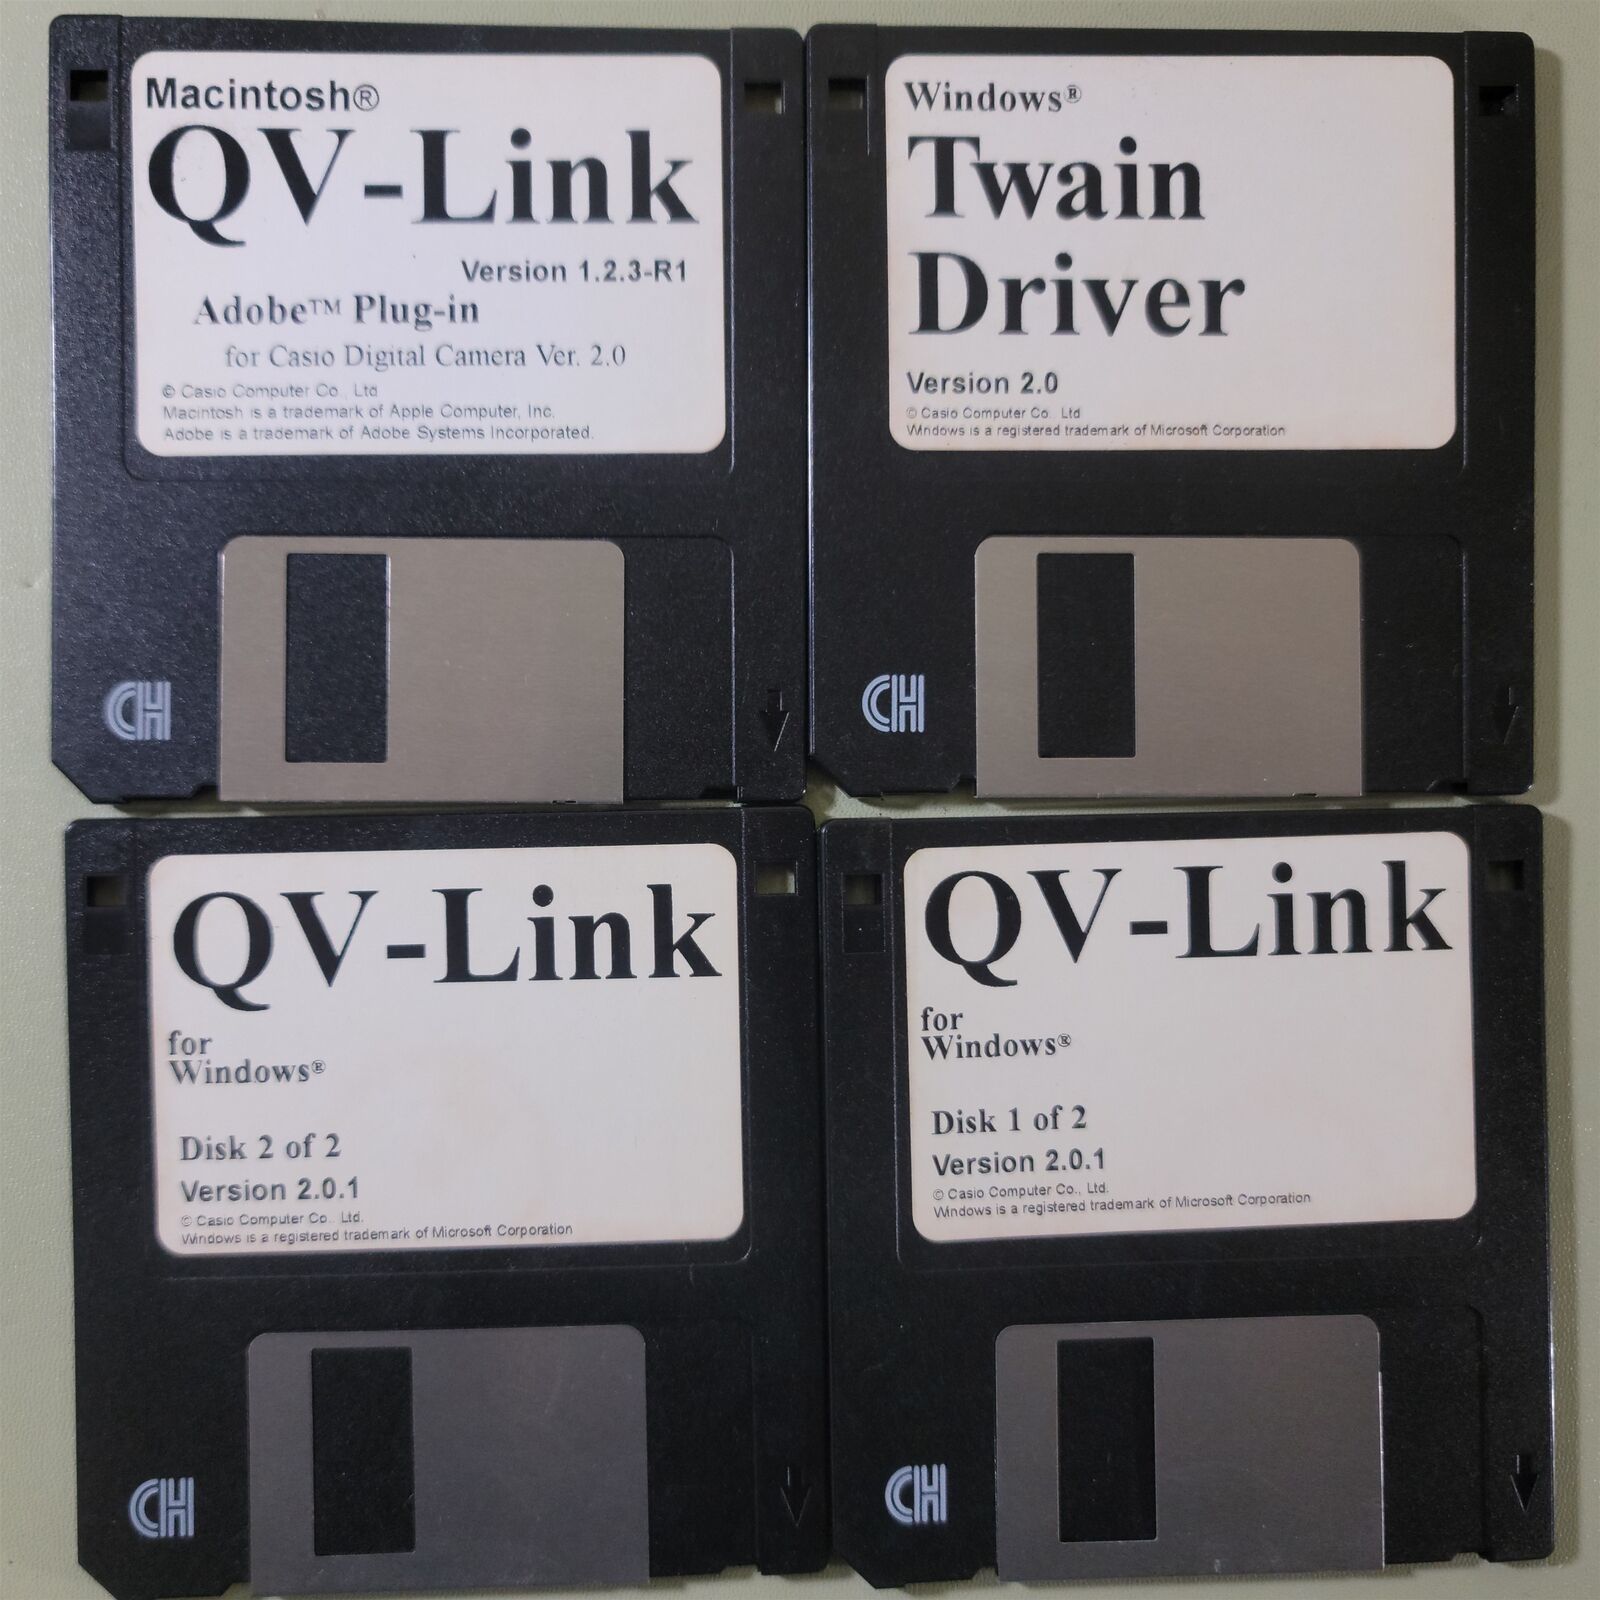 Macintosh®
QV-Link
Version 1.2.3-R1
Adobe™ Plug-in
for Casio Digital Camera Ver. 2.0
© Casio Computer Co., Ltd
Macintosh is a trademark of Apple Computer, Inc.
Adobe is a trademark of Adobe Systems Incorporated.
CH
Windows®
Twain
Driver
Version 2.0
© Casio Computer Co. Ltd
Windows is a registered trademark of Microsoft Corporation
CH
QV-Link
for
Windows®
Disk 2 of 2
Version 2.0.1
© Casio Computer Co. Ltd.
Windows is a registered trademark of Microsoft Corporation
CH
QV-Link
for
Windows®
Disk 1 of 2
Version 2.0.1
© Casio Computer Co., Ltd.
Windows is a registered trademark of Microsoft Corporation
CH